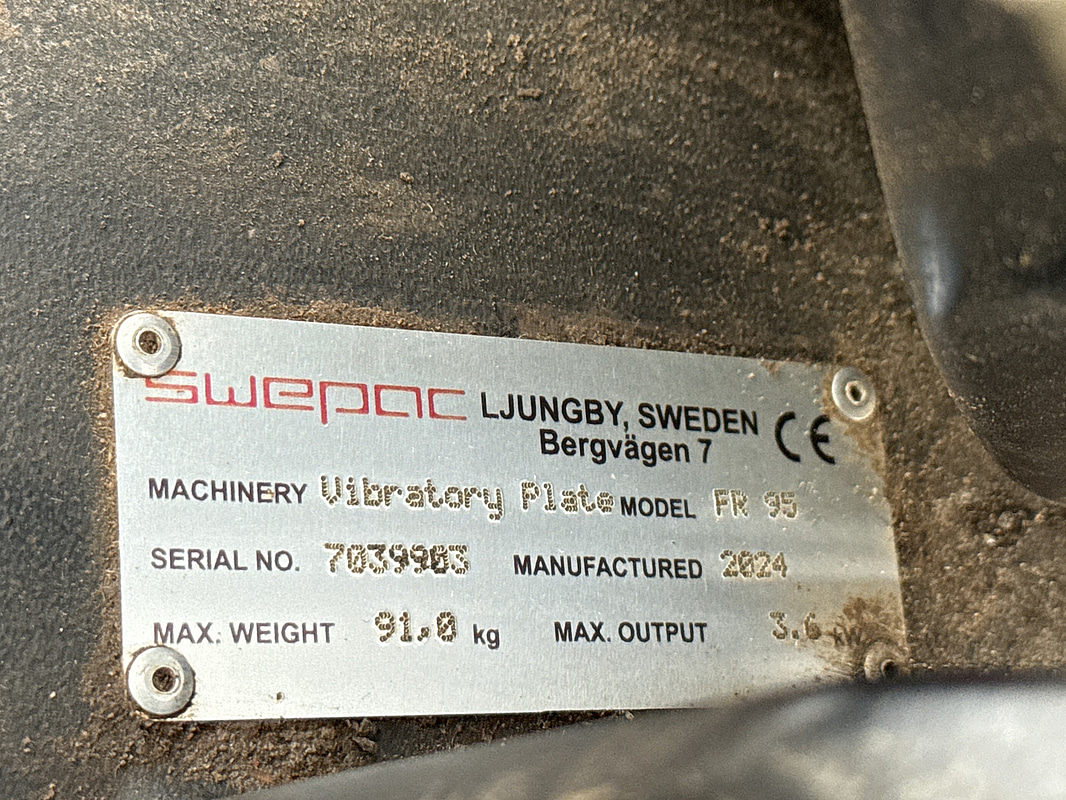 swepac LJUNGBY, SWEDEN CE
Bergvägen 7
MACHINERY Vibratory Plate MODEL FR 95
SERIAL NO. 7039903 MANUFACTURED 2024
MAX. WEIGHT 91,0 kg MAX. OUTPUT 3.6 kW